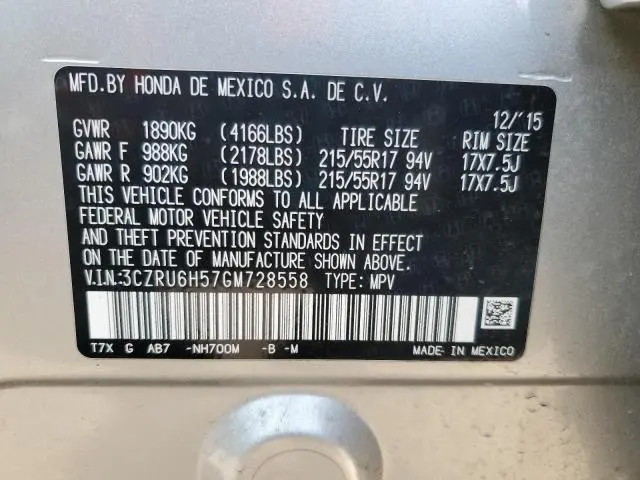 MFD.BY HONDA DE MEXICO S.A. DE C.V.
12/'15
GVWR 1890KG (4166LBS) TIRE SIZE RIM SIZE
GAWR F 988KG (2178LBS) 215/55R17 94V 17X7.5J
GAWR R 902KG (1988LBS) 215/55R17 94V 17X7.5J
THIS VEHICLE CONFORMS TO ALL APPLICABLE
FEDERAL MOTOR VEHICLE SAFETY
AND THEFT PREVENTION STANDARDS IN EFFECT
ON THE DATE OF MANUFACTURE SHOWN ABOVE.
V.I.N:3CZRU6H57GM728558 TYPE: MPV
T7X G AB7 -NH700M -B -M MADE IN MEXICO